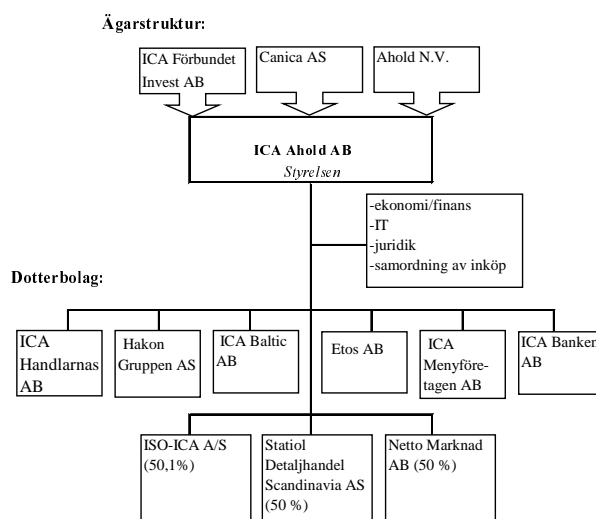 Ägarstruktur:
ICA Förbundet
Invest AB
Canica AS
Ahold N.V.
ICA Ahold AB
Styrelsen
-ekonomi/finans
-IT
-juridik
-samordning av inköp
Dotterbolag:
ICA
Handlarnas
AB
Hakon
Gruppen AS
ICA Baltic
AB
Etos AB
ICA
Menyföre-
tagen AB
ICA Banken
AB
ISO-ICA A/S
(50,1%)
Statiol
Detaljhandel
Scandinavia AS
(50 %)
Netto Marknad
AB (50 %)